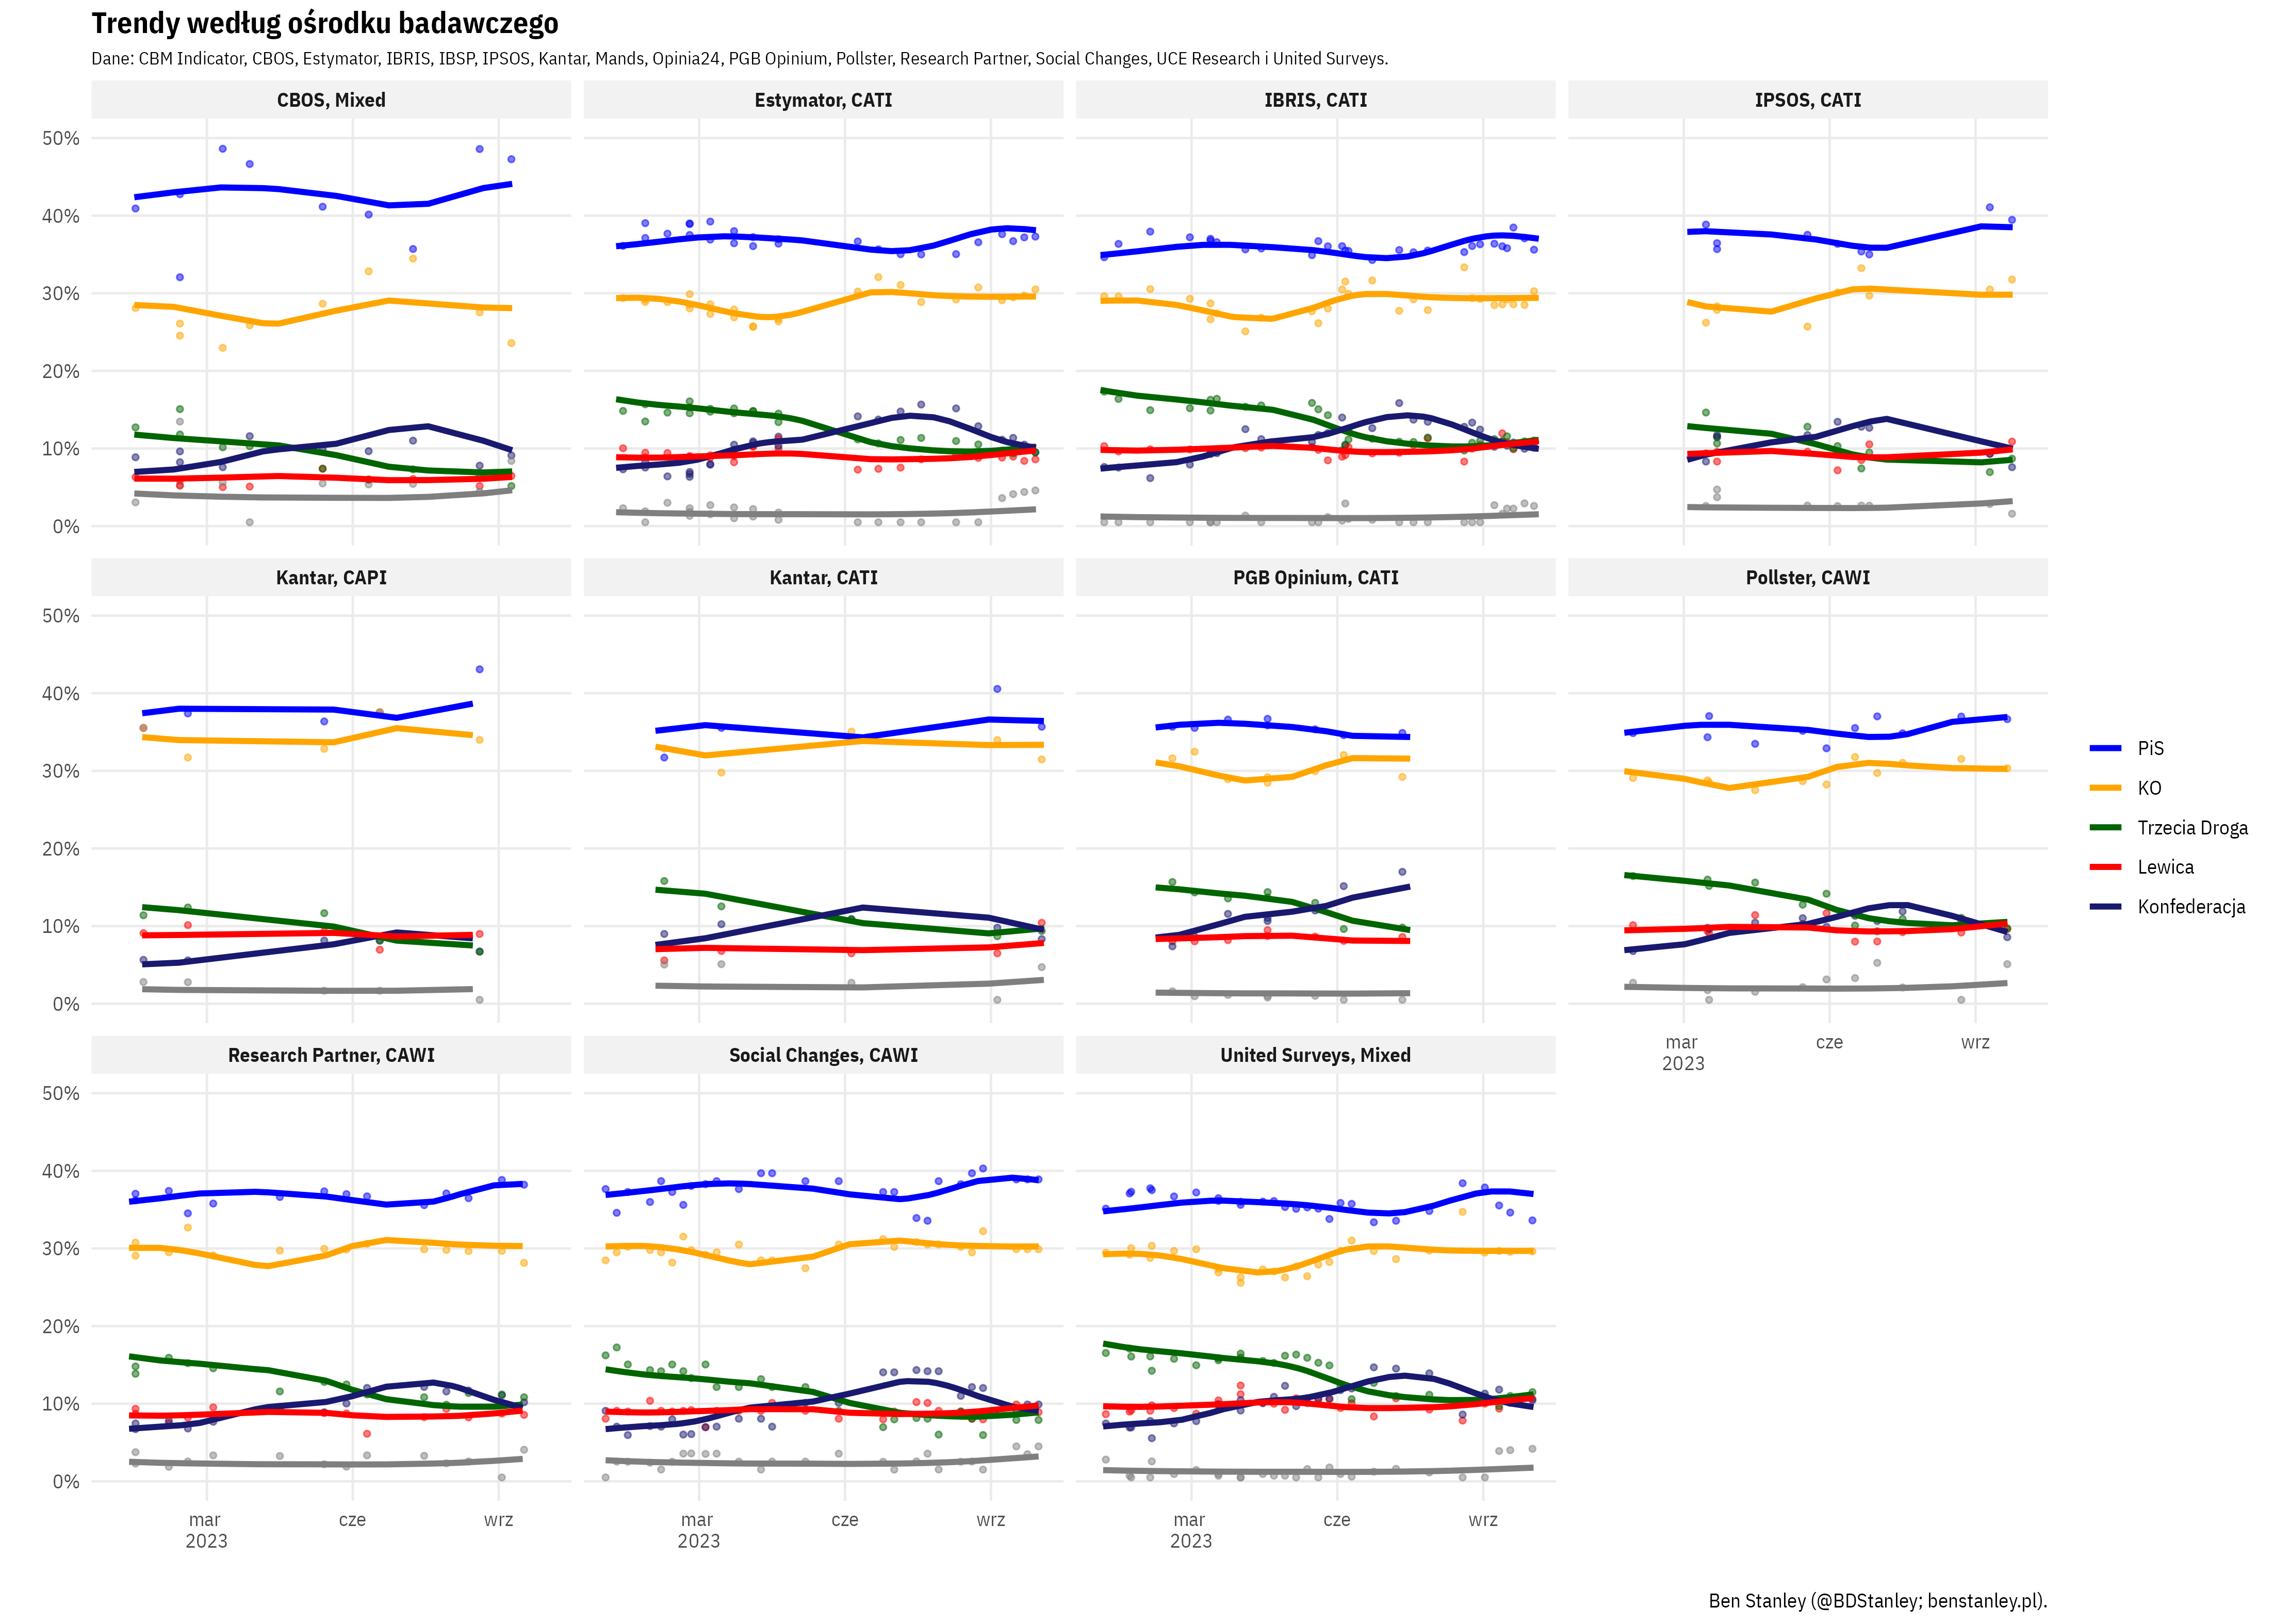 Trendy według ośrodku badawczego
Dane: CBM Indicator, CBOS, Estymator, IBRIS, IBSP, IPSOS, Kantar, Mands, Opinia24, PGB Opinium, Pollster, Research Partner, Social Changes, UCE Research i United Surveys.
CBOS, Mixed
Estymator, CATI
IBRIS, CATI
IPSOS, CATI
50%
40%
30%
20%
10%
0%
Kantar, CAPI
Kantar, CATI
PGB Opinium, CATI
Pollster, CAWI
50%
40%
30%
20%
10%
0%
mar
2023
cze
wrz
PiS
KO
Trzecia Droga
Lewica
Konfederacja
Research Partner, CAWI
Social Changes, CAWI
United Surveys, Mixed
50%
40%
30%
20%
10%
0%
mar
2023
cze
wrz
mar
2023
cze
wrz
mar
2023
cze
wrz
Ben Stanley (@BDStanley; benstanley.pl).